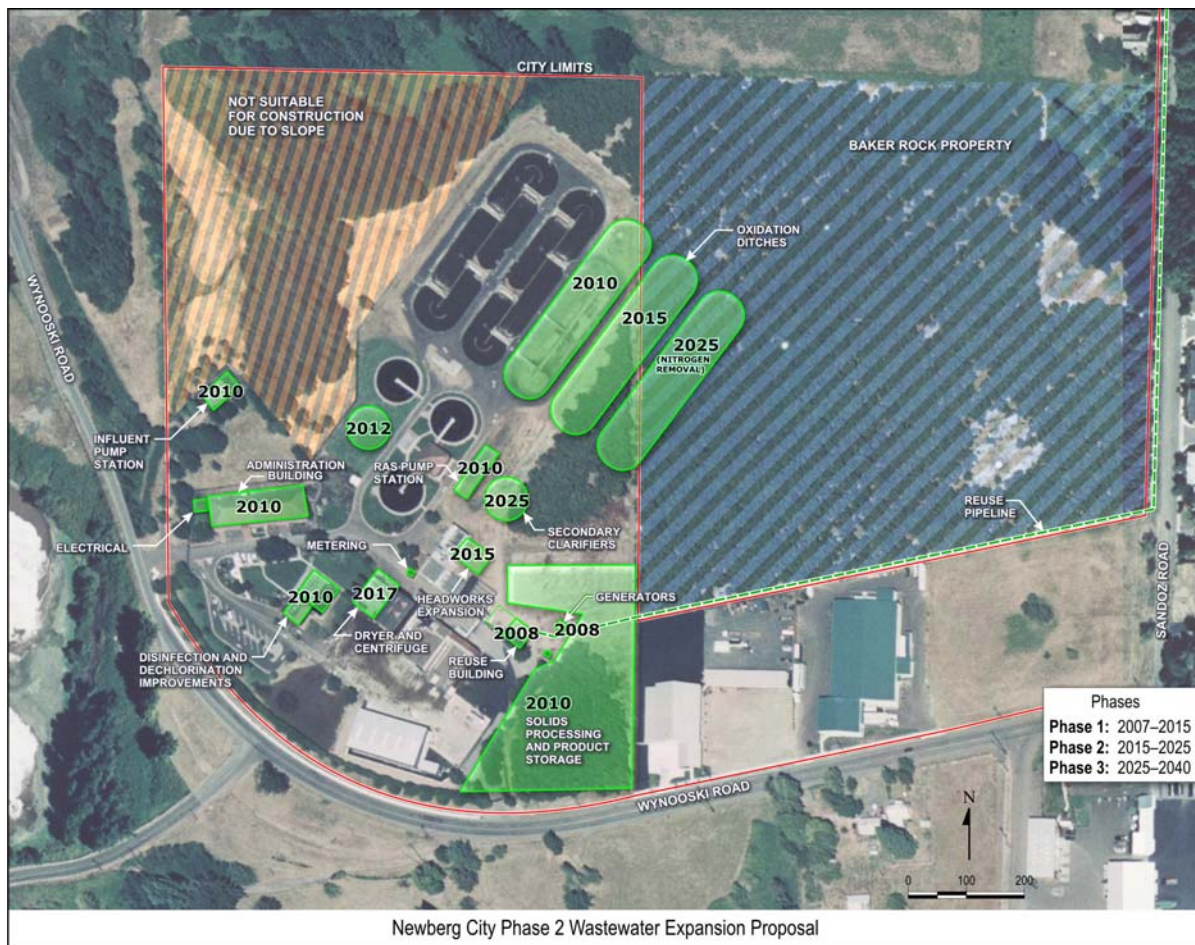 CITY LIMITS
NOT SUITABLE
FOR CONSTRUCTION
DUE TO SLOPE
BAKER ROCK PROPERTY
OXIDATION
DITCHES
2010
2015
2025
(NITROGEN
REMOVAL)
WYNOOSKI ROAD
2010
INFLUENT
PUMP
STATION
2012
ADMINISTRATION
BUILDING
2010
RAS PUMP
STATION
2010
2025
SECONDARY
CLARIFIERS
REUSE
PIPELINE
ELECTRICAL
METERING
2015
HEADWORKS
EXPANSION
2010
2017
DRYER AND
CENTRIFUGE
DISINFECTION AND
DECHLORINATION
IMPROVEMENTS
GENERATORS
2008
2008
REUSE
BUILDING
2010
SOLIDS
PROCESSING
AND PRODUCT
STORAGE
SANDOZ ROAD
WYNOOSKI ROAD
Phases
Phase 1: 2007–2015
Phase 2: 2015–2025
Phase 3: 2025–2040
N
0 100 200
Newberg City Phase 2 Wastewater Expansion Proposal